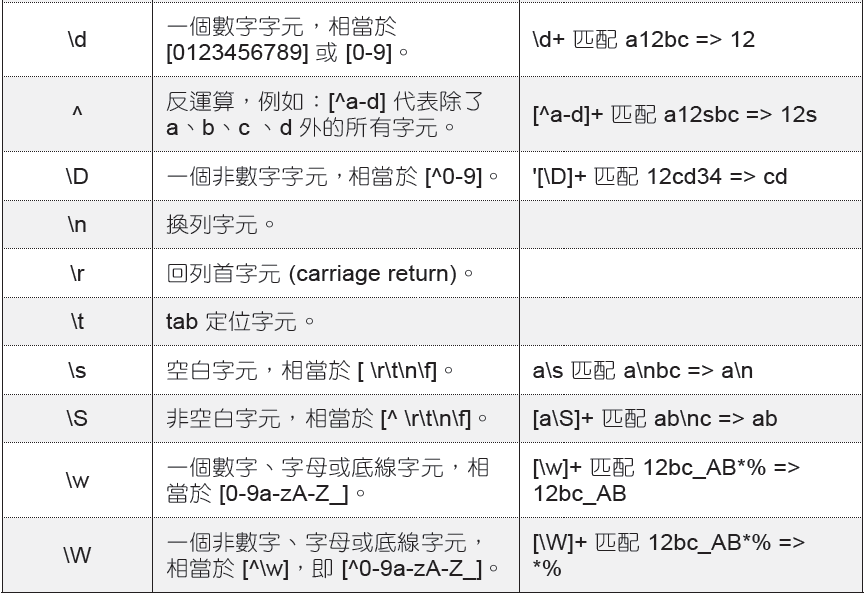 \d
一個數字字元，相當於
[0123456789] 或 [0-9]。
\d+ 匹配 a12bc => 12
^
反運算，例如：[^a-d] 代表除了
a、b、c 、d 外的所有字元。
[^a-d]+ 匹配 a12sbc => 12s
\D
一個非數字字元，相當於 [^0-9]。
'[\D]+ 匹配 12cd34 => cd
\n
換列字元。
\r
回列首字元 (carriage return)。
\t
tab 定位字元。
\s
空白字元，相當於 [ \r\t\n\f]。
a\s 匹配 a\nbc => a\n
\S
非空白字元，相當於 [^ \r\t\n\f]。
[a\S]+ 匹配 ab\nc => ab
\w
一個數字、字母或底線字元，相
當於 [0-9a-zA-Z_]。
[\w]+ 匹配 12bc_AB*% =>
12bc_AB
\W
一個非數字、字母或底線字元，
相當於 [^\w]，即 [^0-9a-zA-Z_]。
[\W]+ 匹配 12bc_AB*% =>
*%